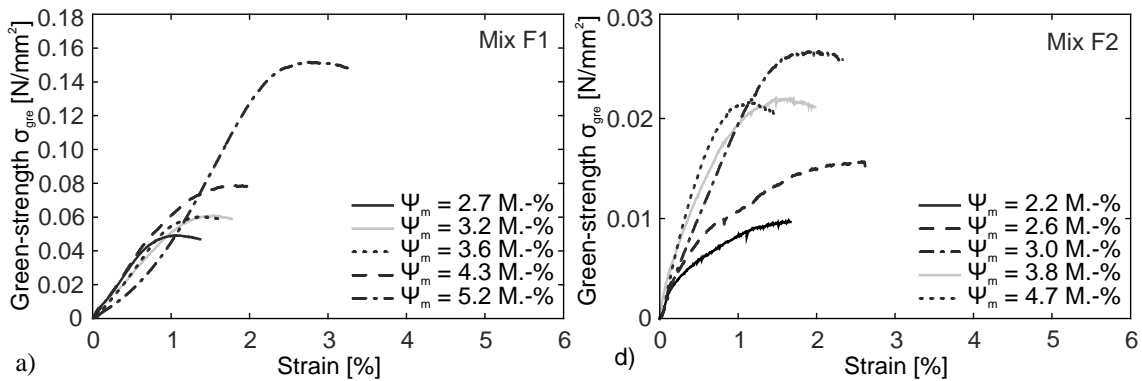 0.18
0.16
0.14
0.12
0.10
0.08
0.06
0.04
0.02
0.00
Green-strength σgre [N/mm²]
Mix F1
Ψm = 2.7 M.-%
Ψm = 3.2 M.-%
Ψm = 3.6 M.-%
Ψm = 4.3 M.-%
Ψm = 5.2 M.-%
0 1 2 3 4 5 6
Strain [%]
a)
0.03
0.02
0.01
0
Green-strength σgre [N/mm²]
Mix F2
Ψm = 2.2 M.-%
Ψm = 2.6 M.-%
Ψm = 3.0 M.-%
Ψm = 3.8 M.-%
Ψm = 4.7 M.-%
0 1 2 3 4 5 6
Strain [%]
d)